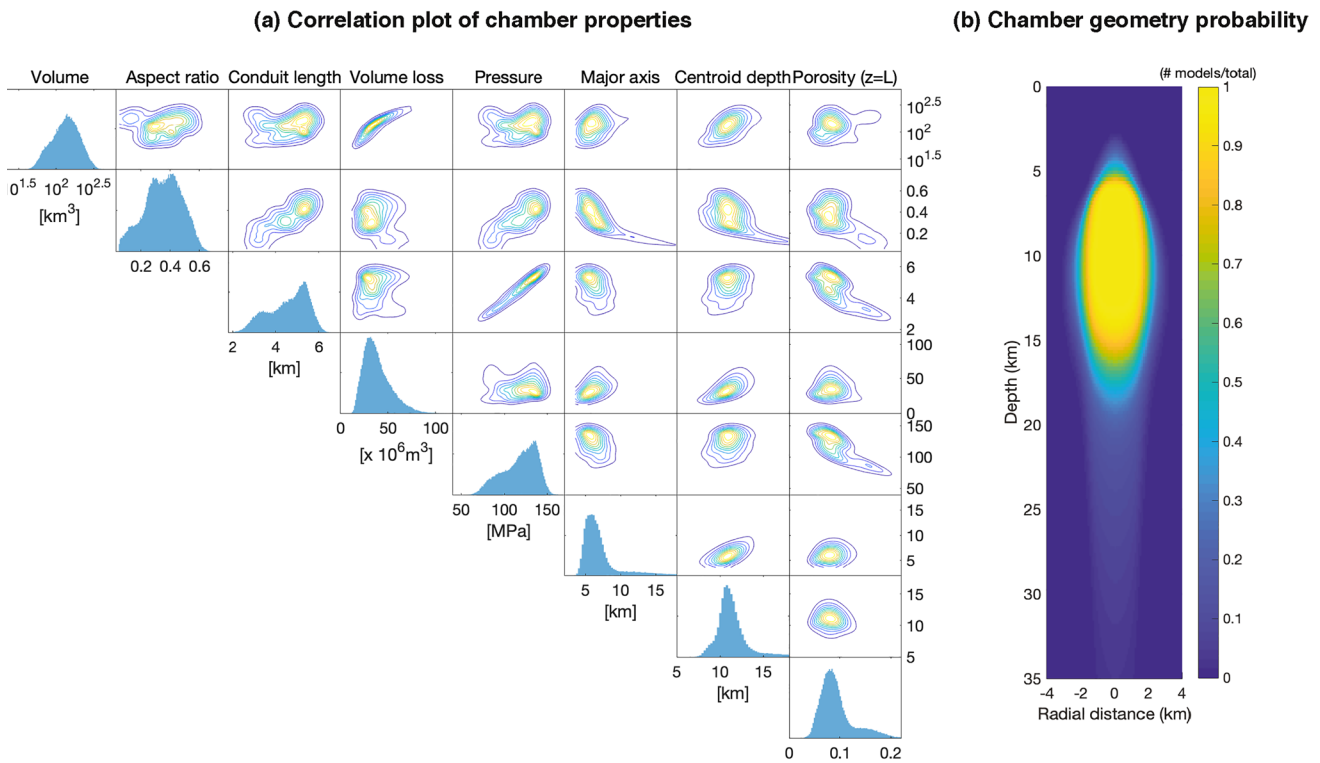 (a) Correlation plot of chamber properties
(b) Chamber geometry probability
Volume Aspect ratio Conduit length Volume loss Pressure Major axis Centroid depth Porosity (z=L)
10^2.5
10^2
10^1.5
0^1.5 10^2 10^2.5
[km^3]
0.6
0.4
0.2
0.2 0.4 0.6
6
4
2
2 4 6
[km]
100
50
0
0 50 100
[x 10^6m^3]
150
100
50
50 100 150
[MPa]
15
10
5
5 10 15
[km]
15
10
5
5 10 15
[km]
0 0.1 0.2
(# models/total)
0
5
10
15
20
25
30
35
Depth (km)
-4 -2 0 2 4
Radial distance (km)
1
0.9
0.8
0.7
0.6
0.5
0.4
0.3
0.2
0.1
0